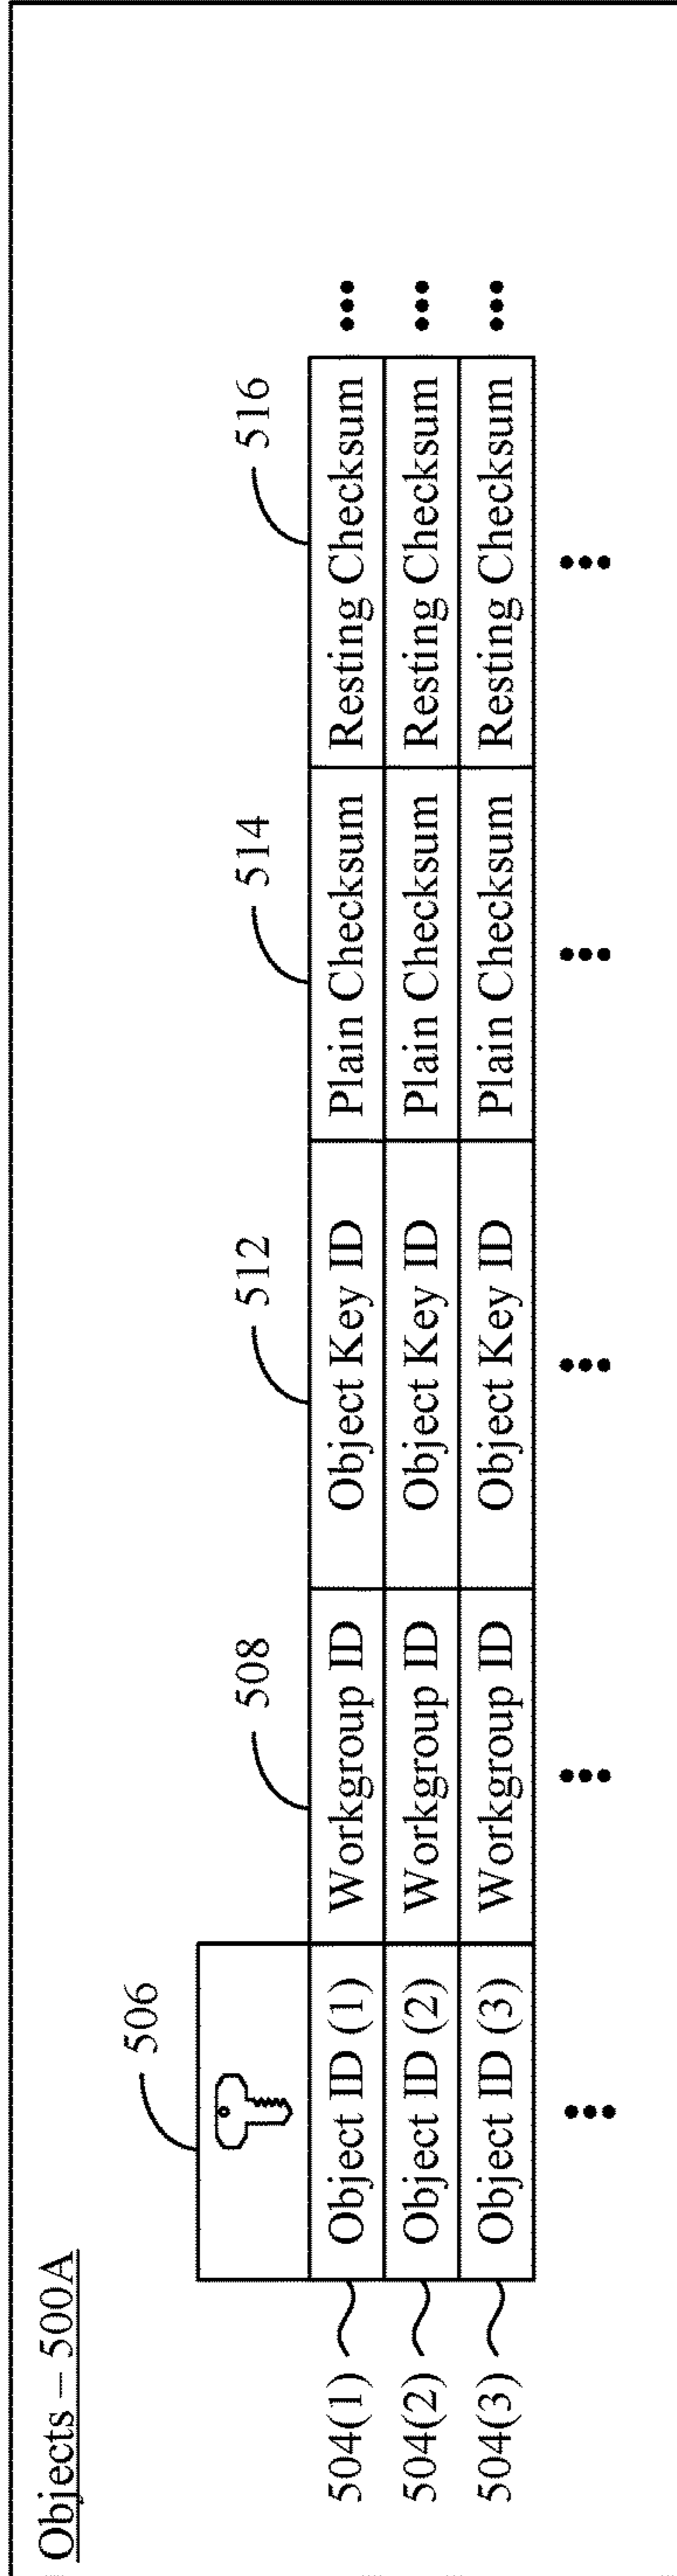 Objects – 500A
506
508
512
514
516
504(1) Object ID (1) Workgroup ID Object Key ID Plain Checksum Resting Checksum •••
504(2) Object ID (2) Workgroup ID Object Key ID Plain Checksum Resting Checksum •••
504(3) Object ID (3) Workgroup ID Object Key ID Plain Checksum Resting Checksum •••
••• ••• ••• ••• •••